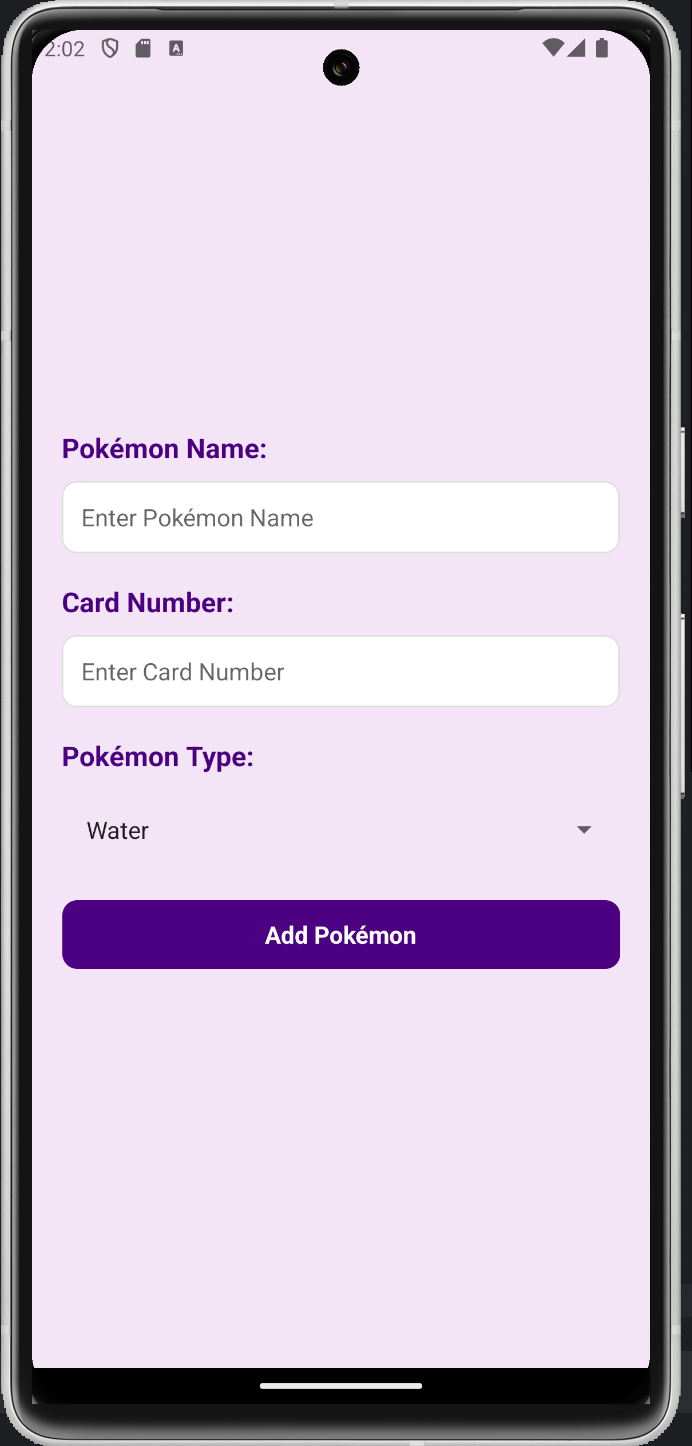 2:02
Pokémon Name:
Enter Pokémon Name
Card Number:
Enter Card Number
Pokémon Type:
Water
Add Pokémon